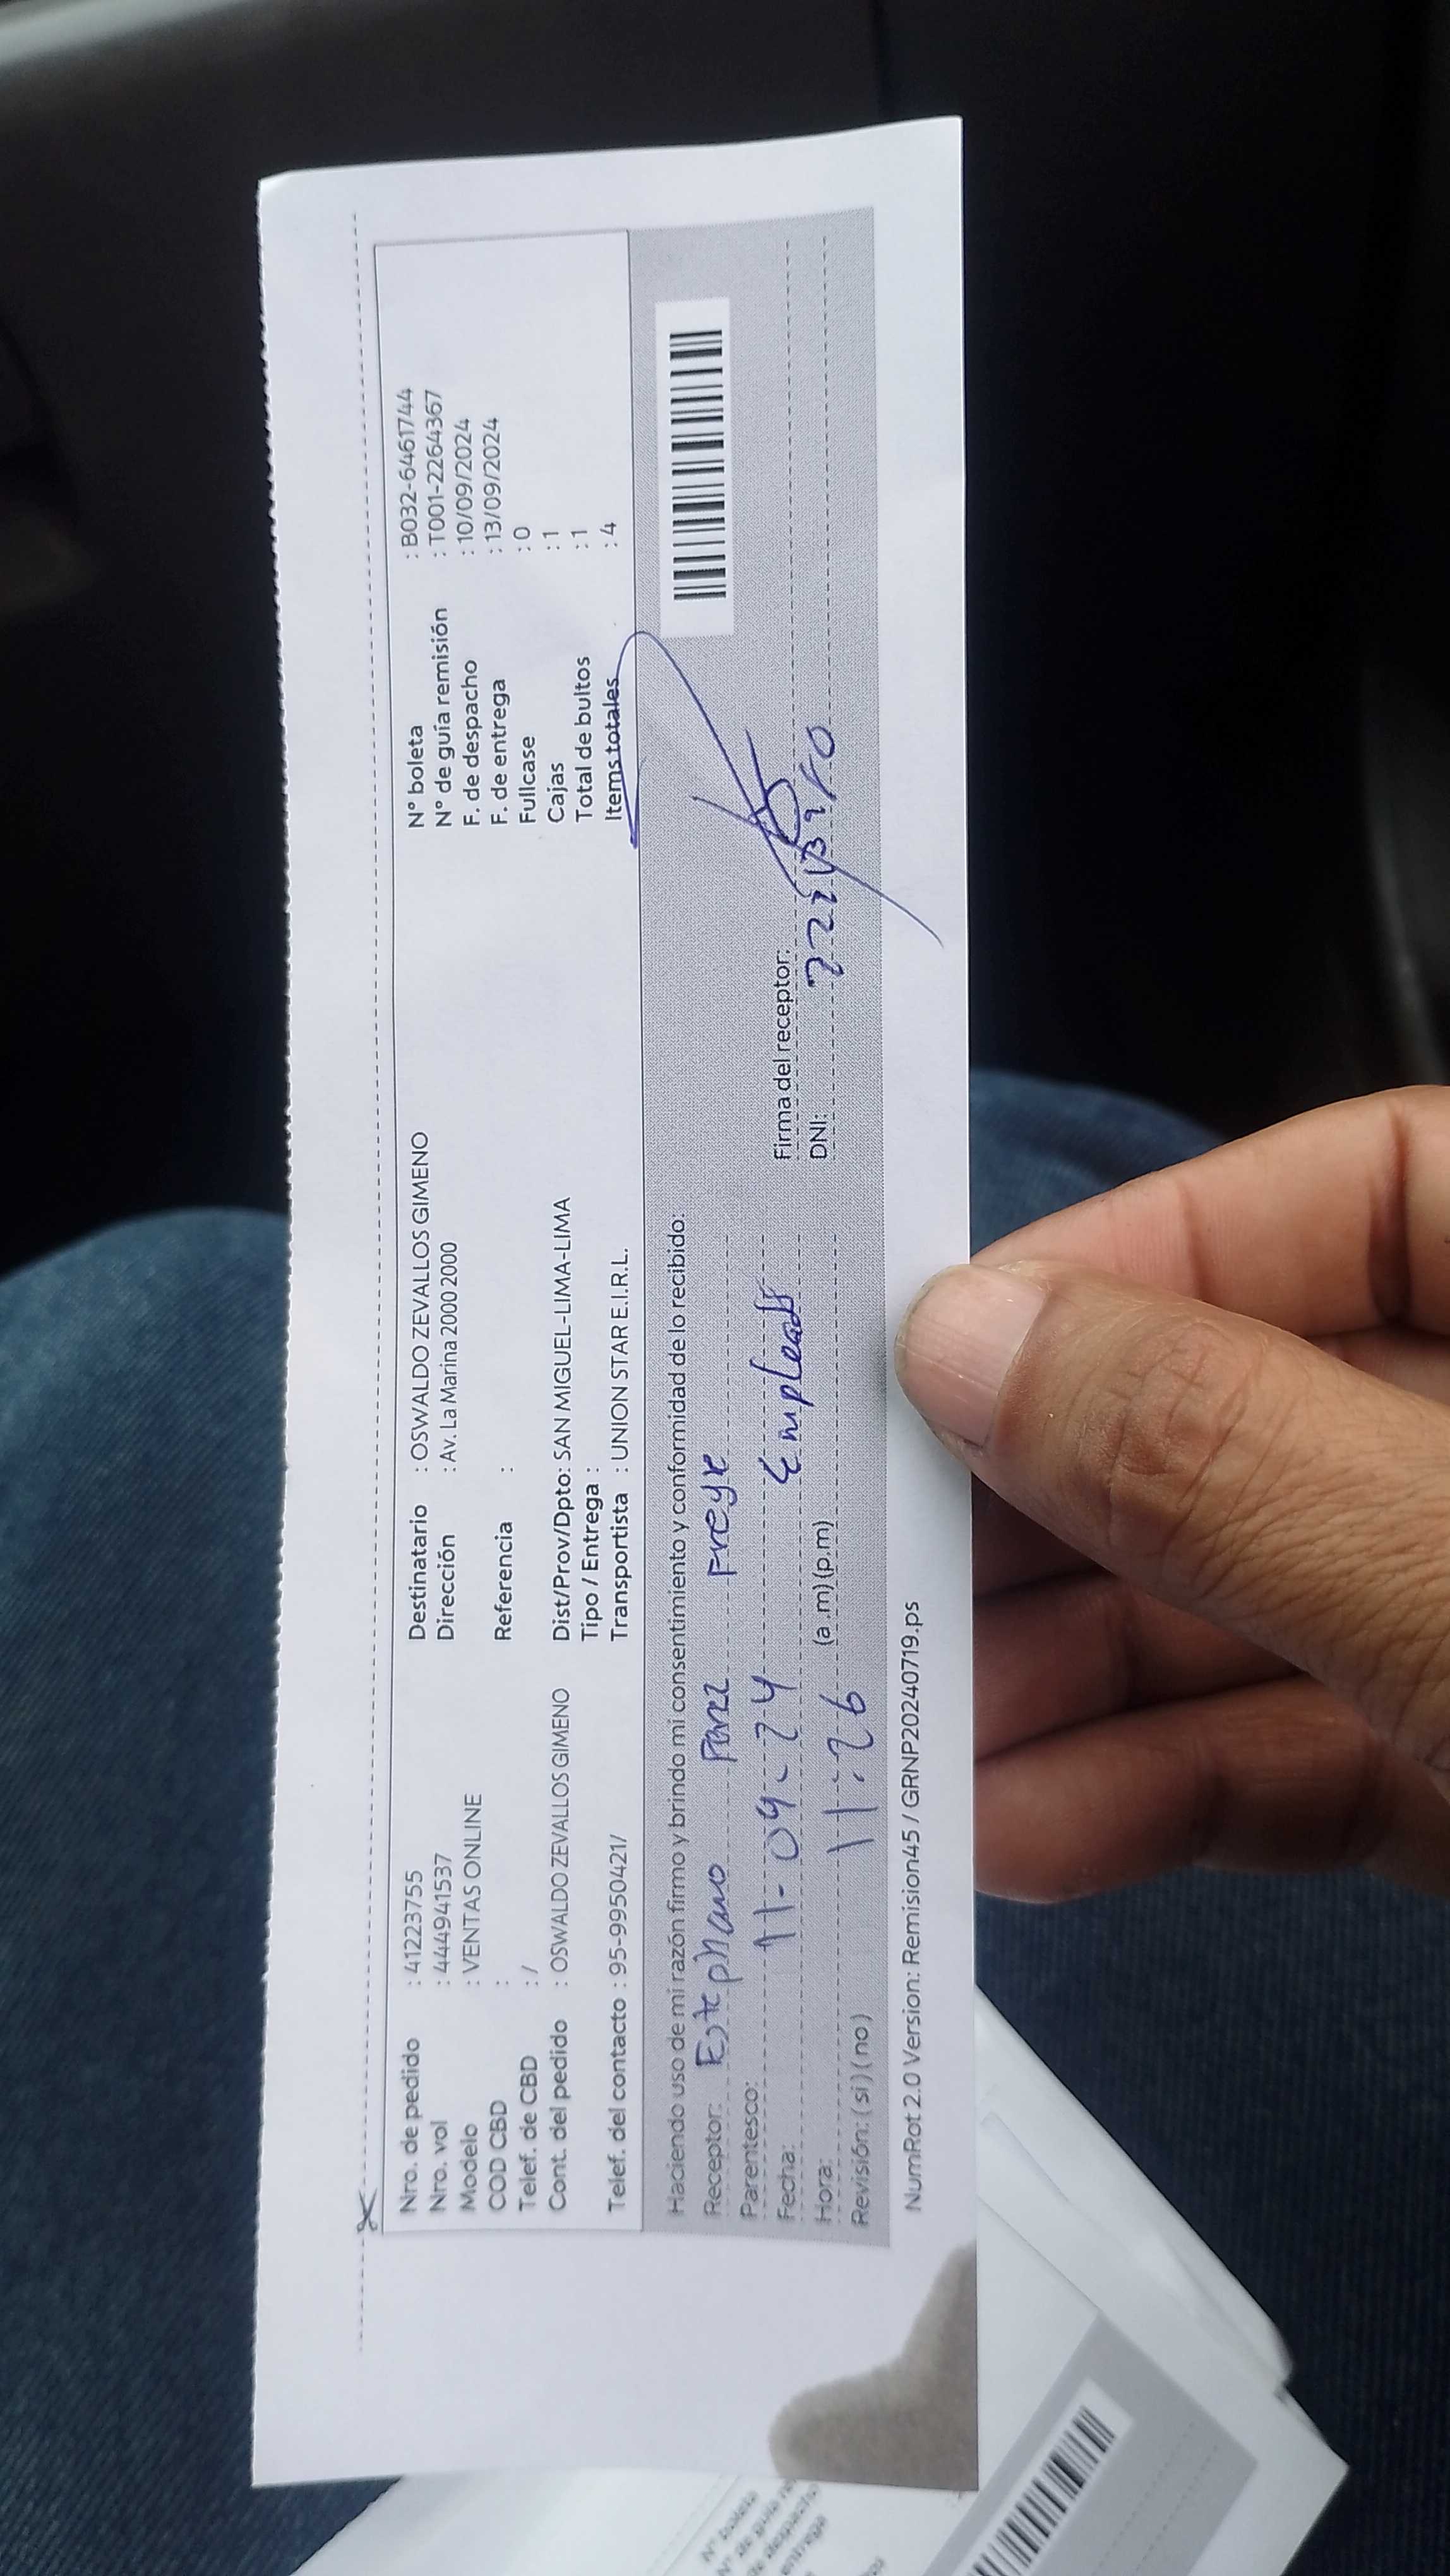 Nro. de pedido : 41223755
Nro. vol : 444941537
Modelo : VENTAS ONLINE
COD CBD :
Telef. de CBD : /
Cont. del pedido : OSWALDO ZEVALLOS GIMENO
Telef. del contacto : 95-9950421/
Destinatario : OSWALDO ZEVALLOS GIMENO
Dirección : Av. La Marina 2000 2000
Referencia :
Dist/Prov/Dpto: SAN MIGUEL-LIMA-LIMA
Tipo / Entrega :
Transportista : UNION STAR E.I.R.L.
N° boleta : B032-6461744
N° de guía remisión : T001-2264367
F. de despacho : 10/09/2024
F. de entrega : 13/09/2024
Fullcase : 0
Cajas : 1
Total de bultos : 1
Items totales : 4
Haciendo uso de mi razón firmo y brindo mi consentimiento y conformidad de lo recibido:
Receptor: Estephano
Parentesco: Empleado
Fecha: 11-09-24
Hora: 11:26 (a.m) (p.m)
Revisión: (si) (no)
Firma del receptor:
DNI:
NumRot 2.0 Version: Remision45 / GRNP20240719.ps